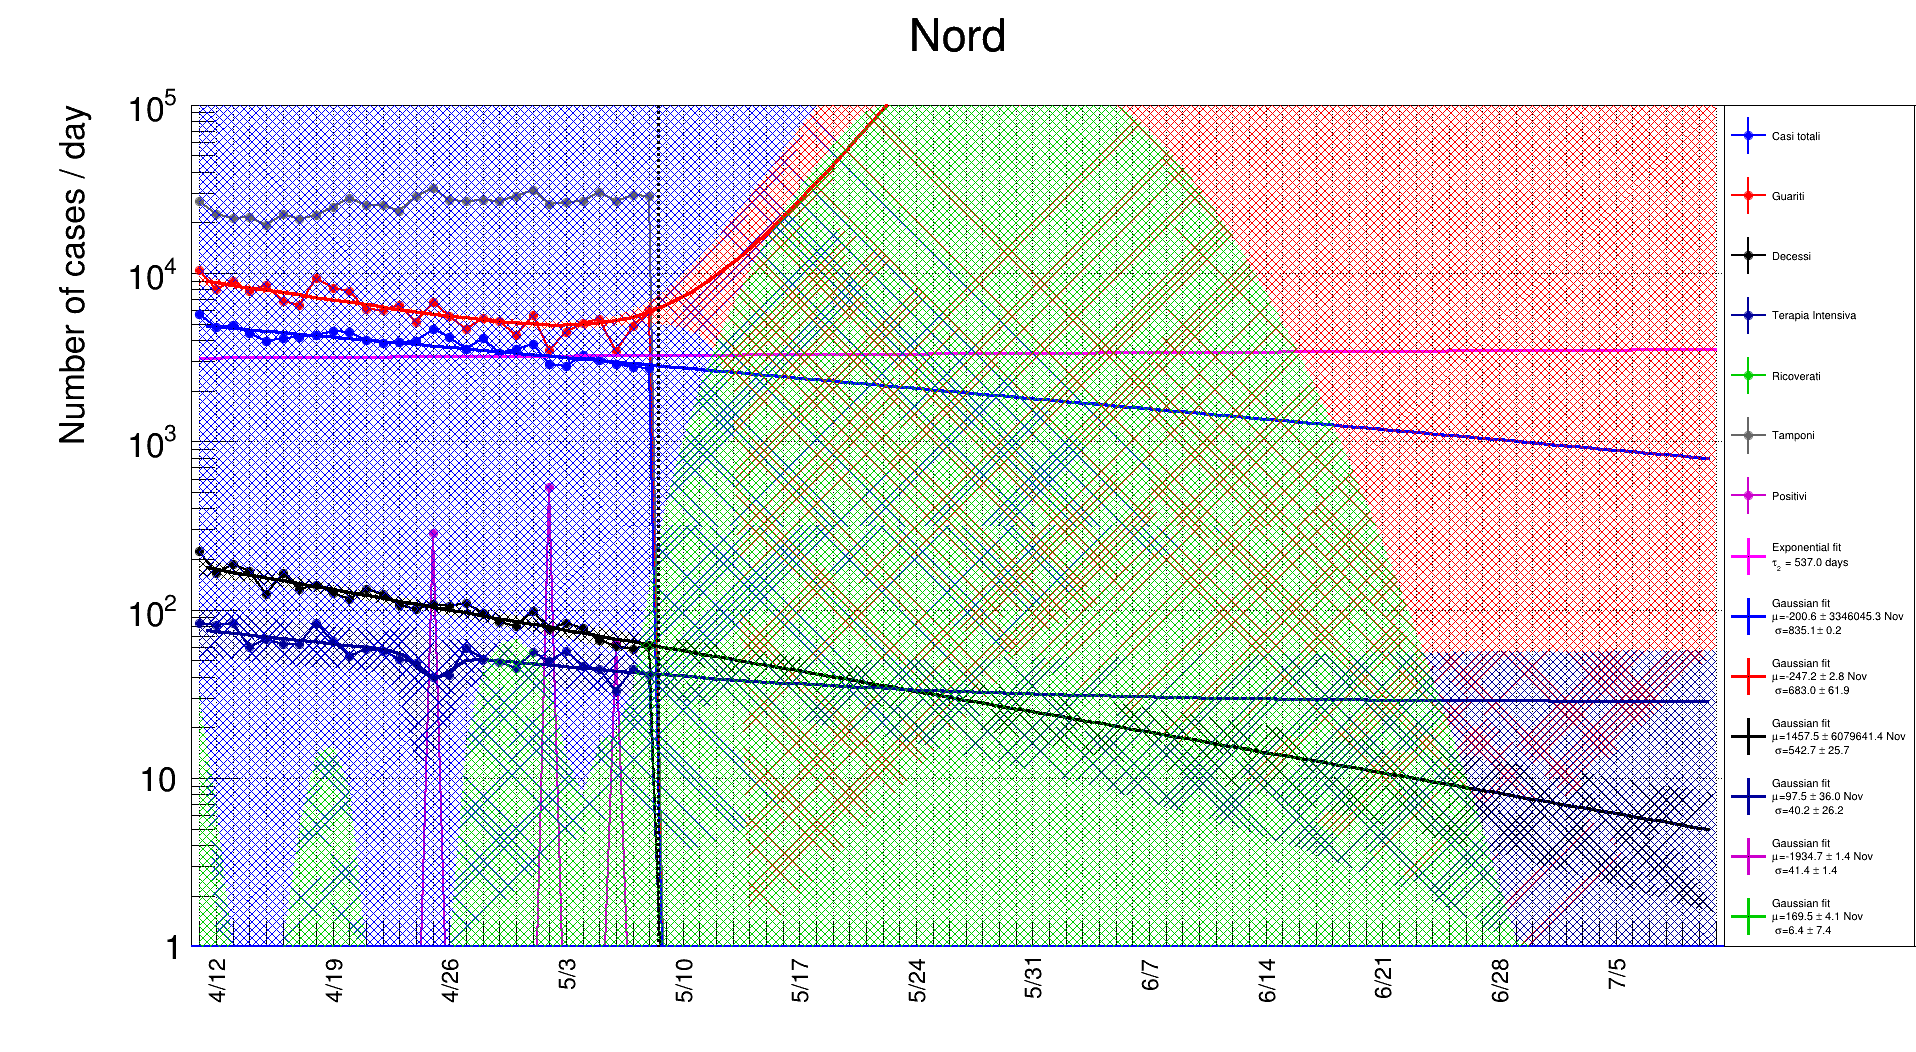 Nord
Number of cases / day
10^5
10^4
10^3
10^2
10
1
4/12
4/19
4/26
5/3
5/10
5/17
5/24
5/31
6/7
6/14
6/21
6/28
7/5
Casi totali
Guariti
Decessi
Terapia Intensiva
Ricoverati
Tamponi
Positivi
Exponential fit
τ_2 = 537.0 days
Gaussian fit
μ=-200.6 ± 3346045.3 Nov
σ=835.1± 0.2
Gaussian fit
μ=-247.2 ± 2.8 Nov
σ=683.0 ± 61.9
Gaussian fit
μ=1457.5 ± 6079641.4 Nov
σ=542.7 ± 25.7
Gaussian fit
μ=97.5 ± 36.0 Nov
σ=40.2 ± 26.2
Gaussian fit
μ=-1934.7 ± 1.4 Nov
σ=41.4 ± 1.4
Gaussian fit
μ=169.5 ± 4.1 Nov
σ=6.4 ± 7.4